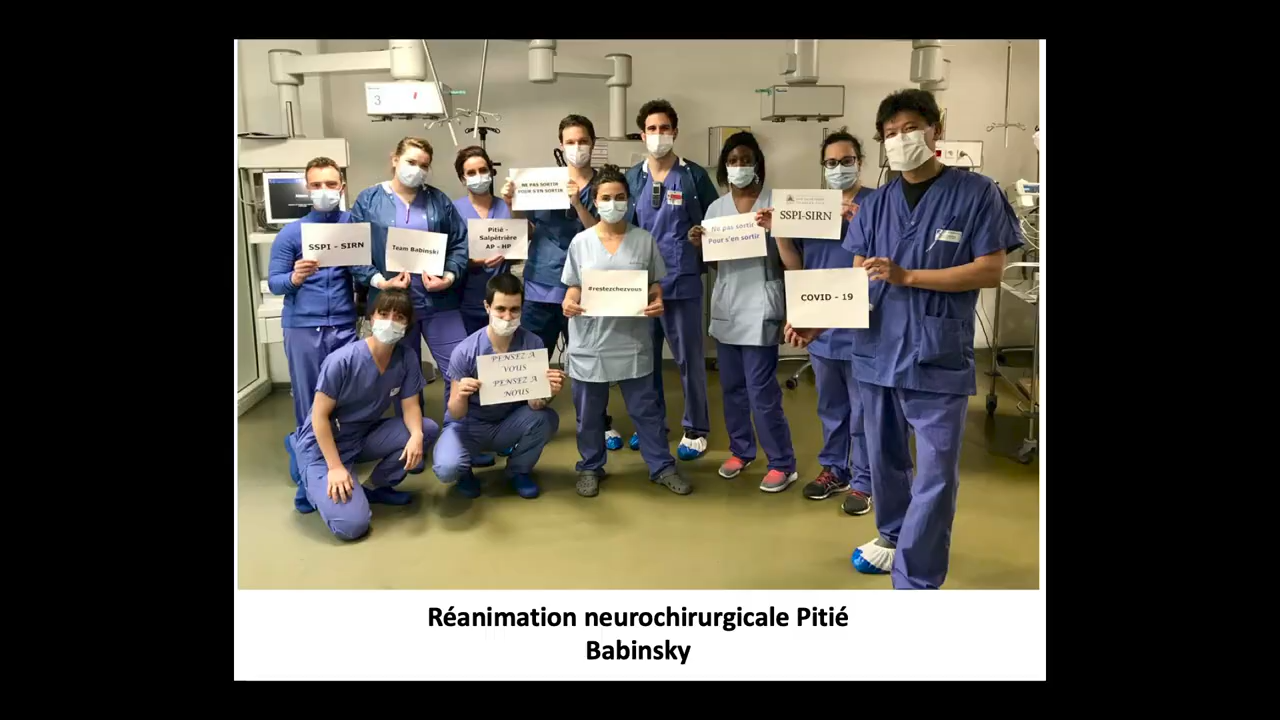 3
NE PAS SORTIR
POUR S'EN SORTIR
SSPI - SIRN
Team Babinski
Pitié -
Salpêtrière
AP - HP
#restezchezvous
Ne pas sortir
Pour s'en sortir
SSPI-SIRN
COVID - 19
PENSEZ A
VOUS
PENSEZ A
NOUS
Réanimation neurochirurgicale Pitié
Babinsky